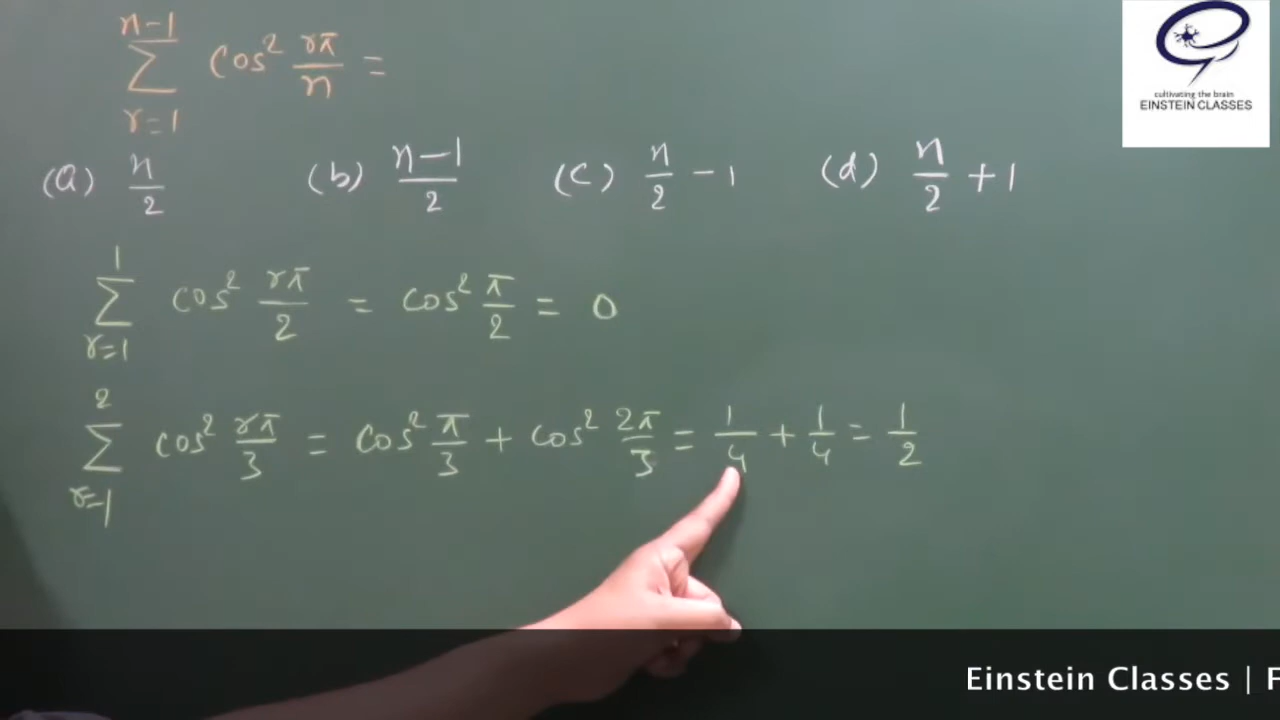 n-1
∑ cos² rπ/n =
r=1
(a) n/2 (b) n-1/2 (c) n/2 - 1 (d) n/2 + 1
1
∑ cos² rπ/2 = cos² π/2 = 0
r=1
2
∑ cos² rπ/3 = cos² π/3 + cos² 2π/3 = 1/4 + 1/4 = 1/2
r=1
cultivating the brain
EINSTEIN CLASSES
Einstein Classes | F